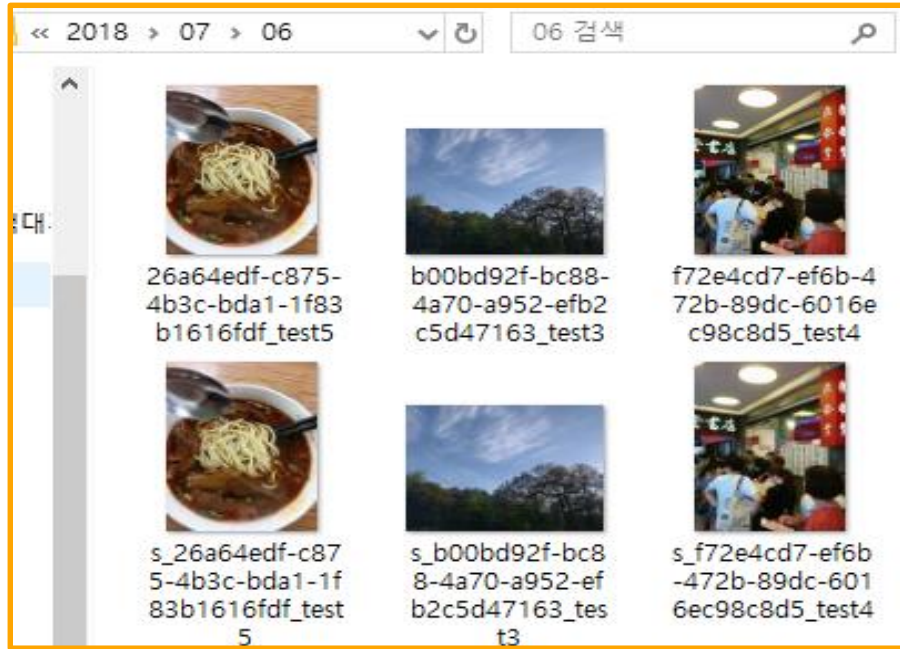 « 2018 > 07 > 06
06 검색
26a64edf-c875-
4b3c-bda1-1f83
b1616fdf_test5
b00bd92f-bc88-
4a70-a952-efb2
c5d47163_test3
f72e4cd7-ef6b-4
72b-89dc-6016e
c98c8d5_test4
s_26a64edf-c87
5-4b3c-bda1-1f
83b1616fdf_test
5
s_b00bd92f-bc8
8-4a70-a952-ef
b2c5d47163_tes
t3
s_f72e4cd7-ef6b
-472b-89dc-601
6ec98c8d5_test4